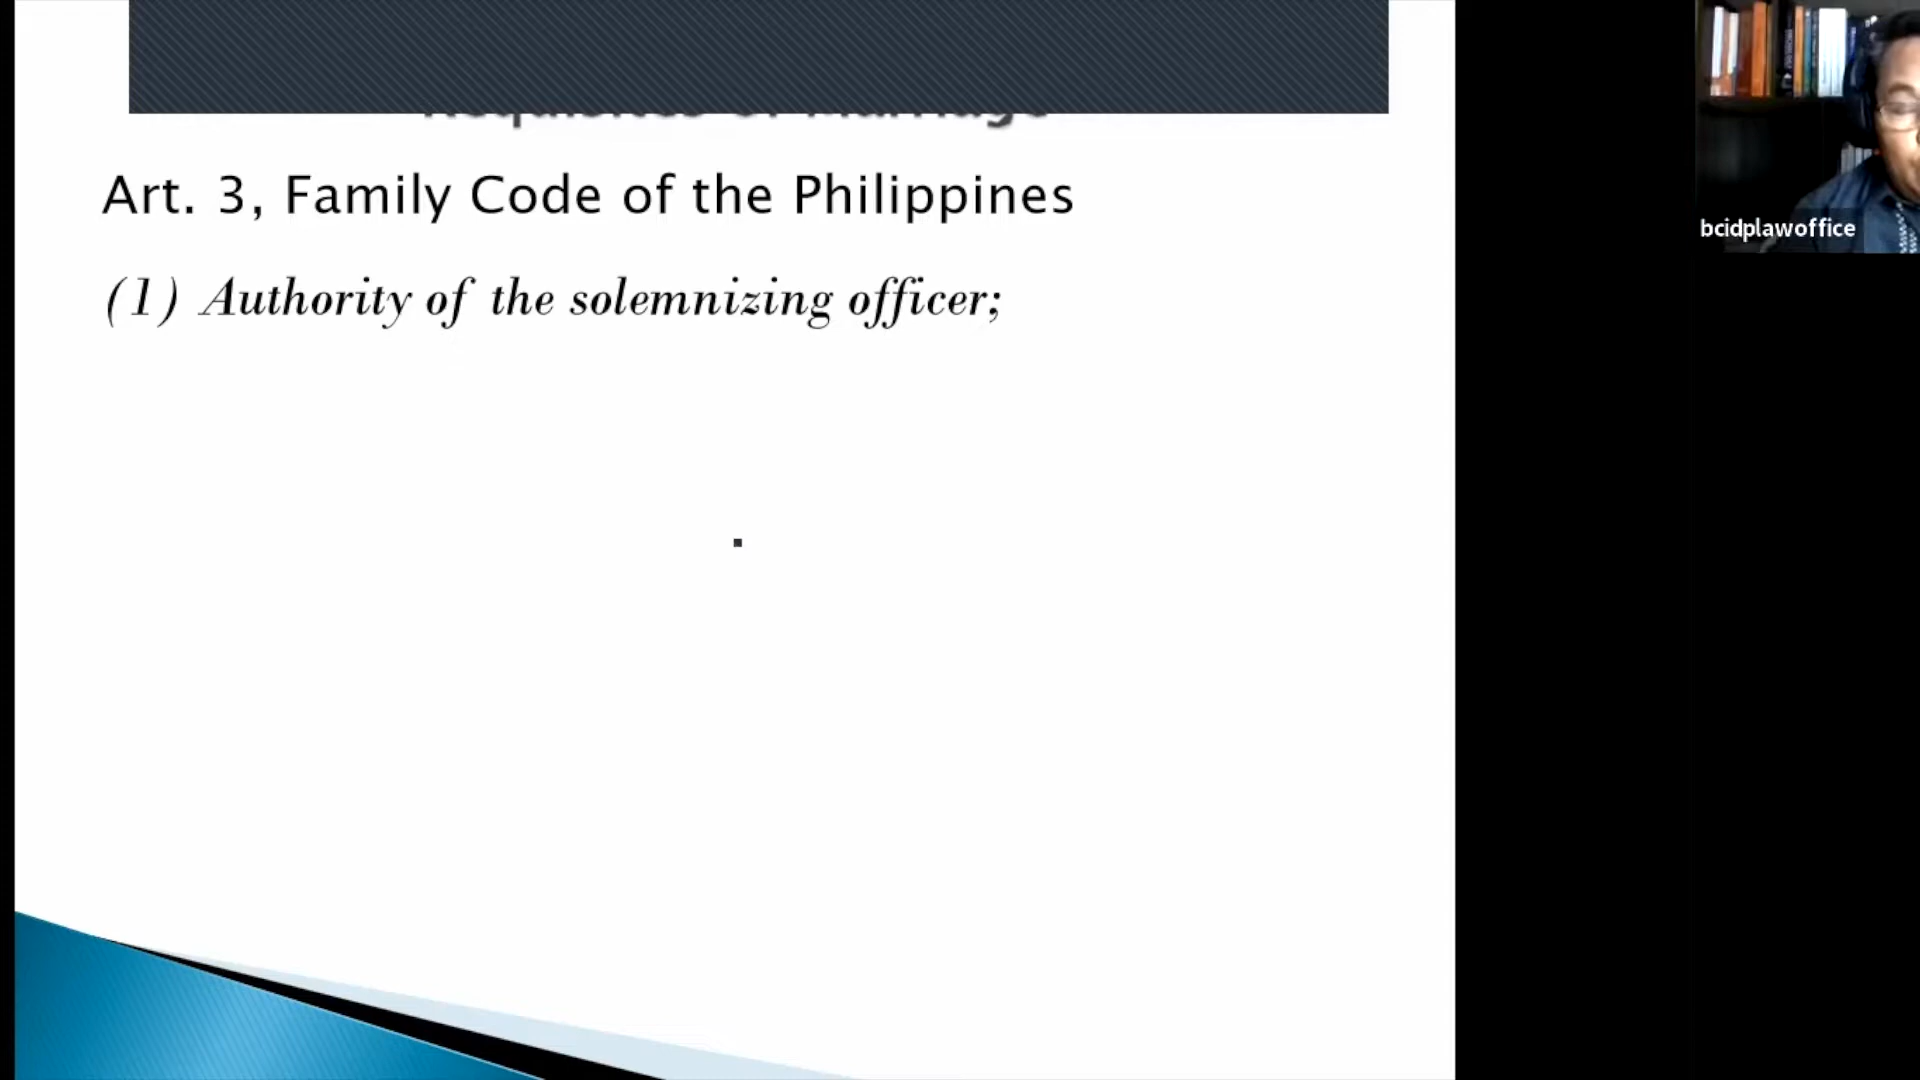 Requisites of Marriage
Art. 3, Family Code of the Philippines
(1) Authority of the solemnizing officer;
.
bcidplawoffice